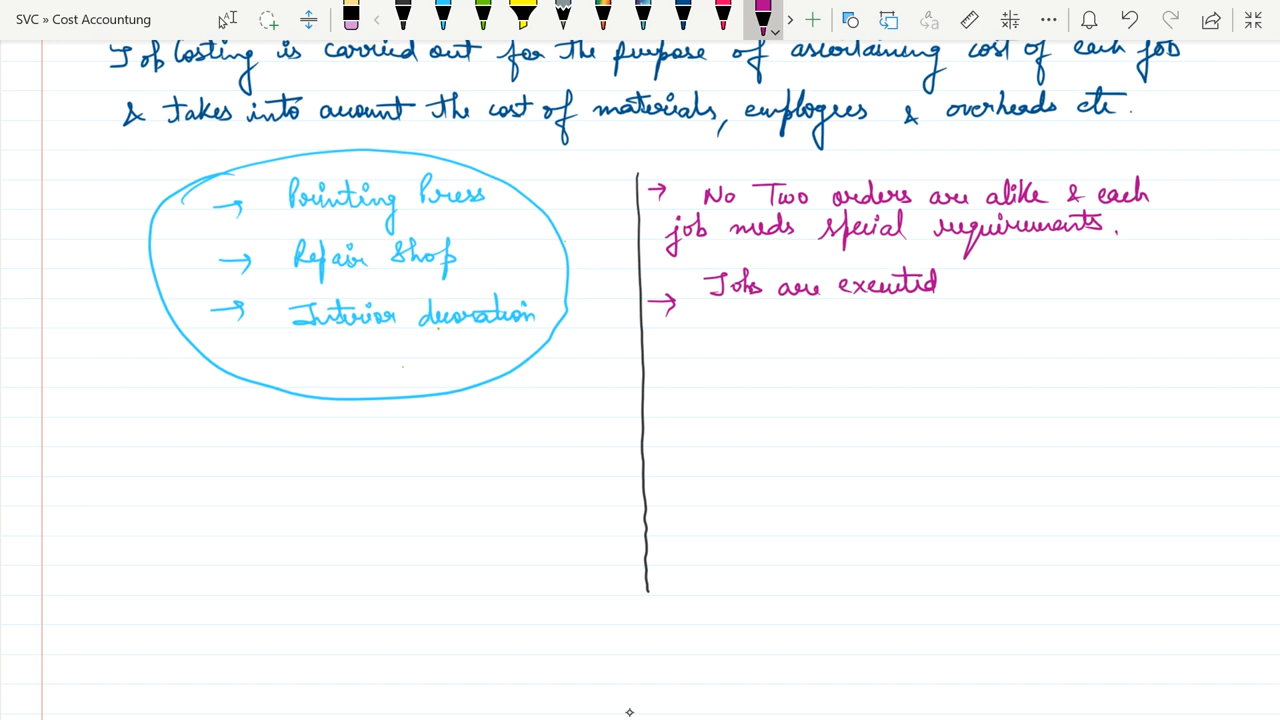 SVC » Cost Accountung
Job Costing is carried out for the purpose of ascertaining cost of each job
& takes into account the cost of materials, employees & overheads etc.
→ Printing Press
→ Repair Shop
→ Interior decoration
→ No Two orders are alike & each
job needs special requirements.
→ Jobs are executed